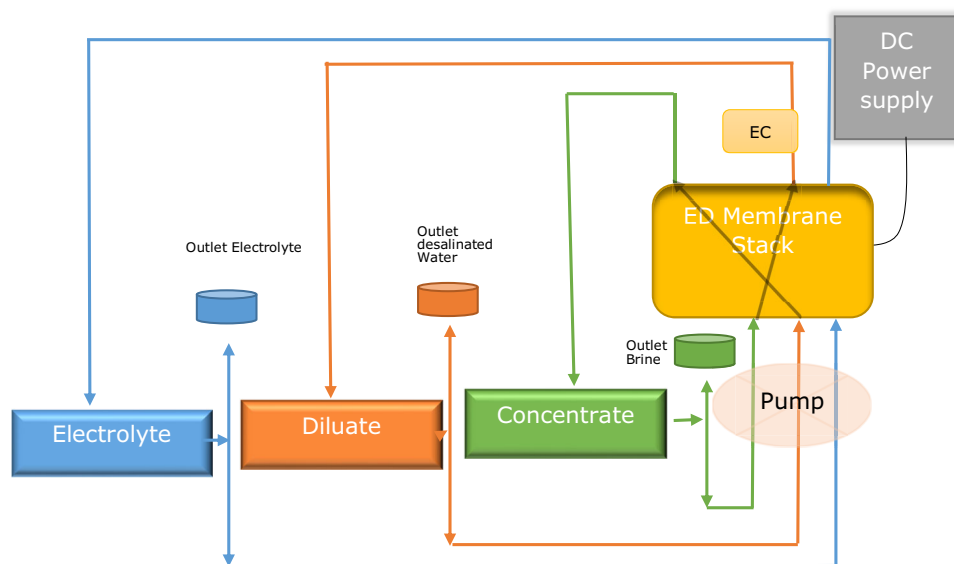 DC
Power
supply
EC
ED Membrane
Stack
Outlet Electrolyte
Outlet
desalinated
Water
Outlet
Brine
Pump
Electrolyte
Diluate
Concentrate